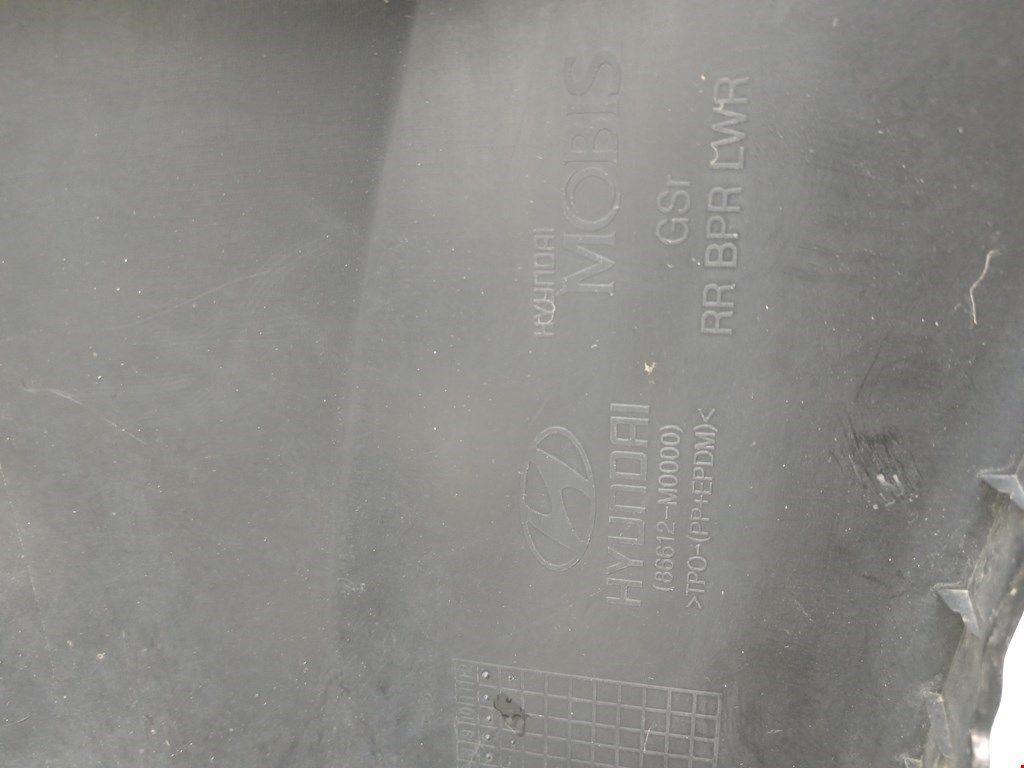 HYUNDAI
MOBIS
GSr
RR BPR LWR
HYUNDAI
(86612-M0000)
>TPO-(PP+EPDM)<